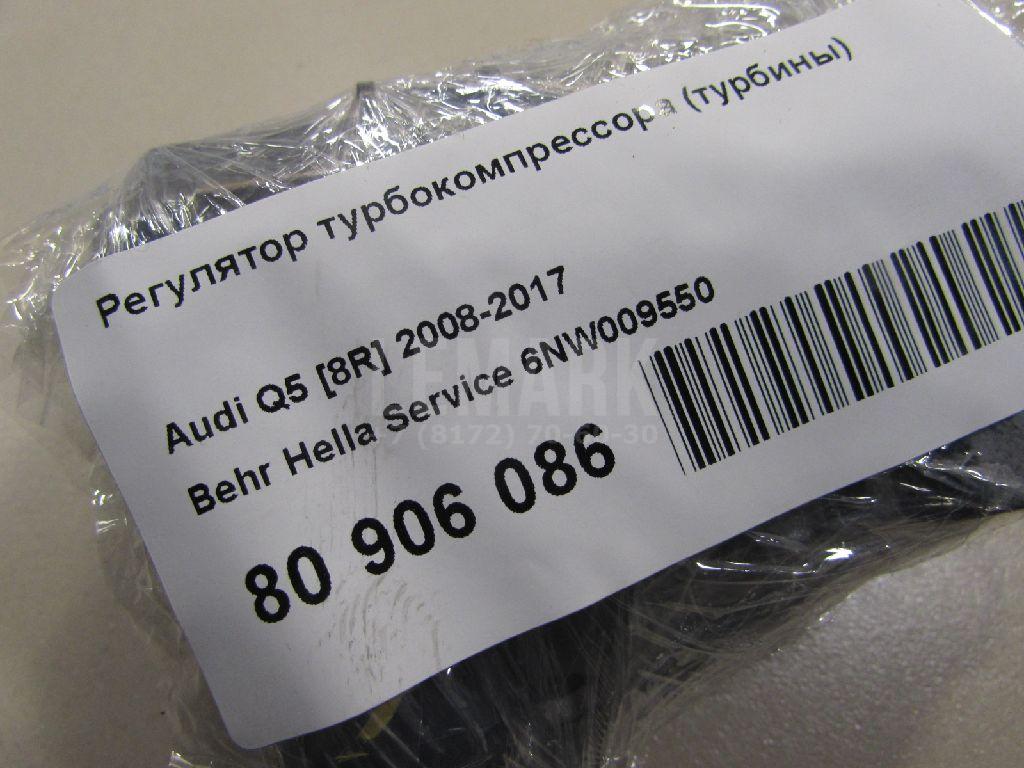 Регулятор турбокомпрессора (турбины)
Audi Q5 [8R] 2008-2017
Behr Hella Service 6NW009550
80 906 086